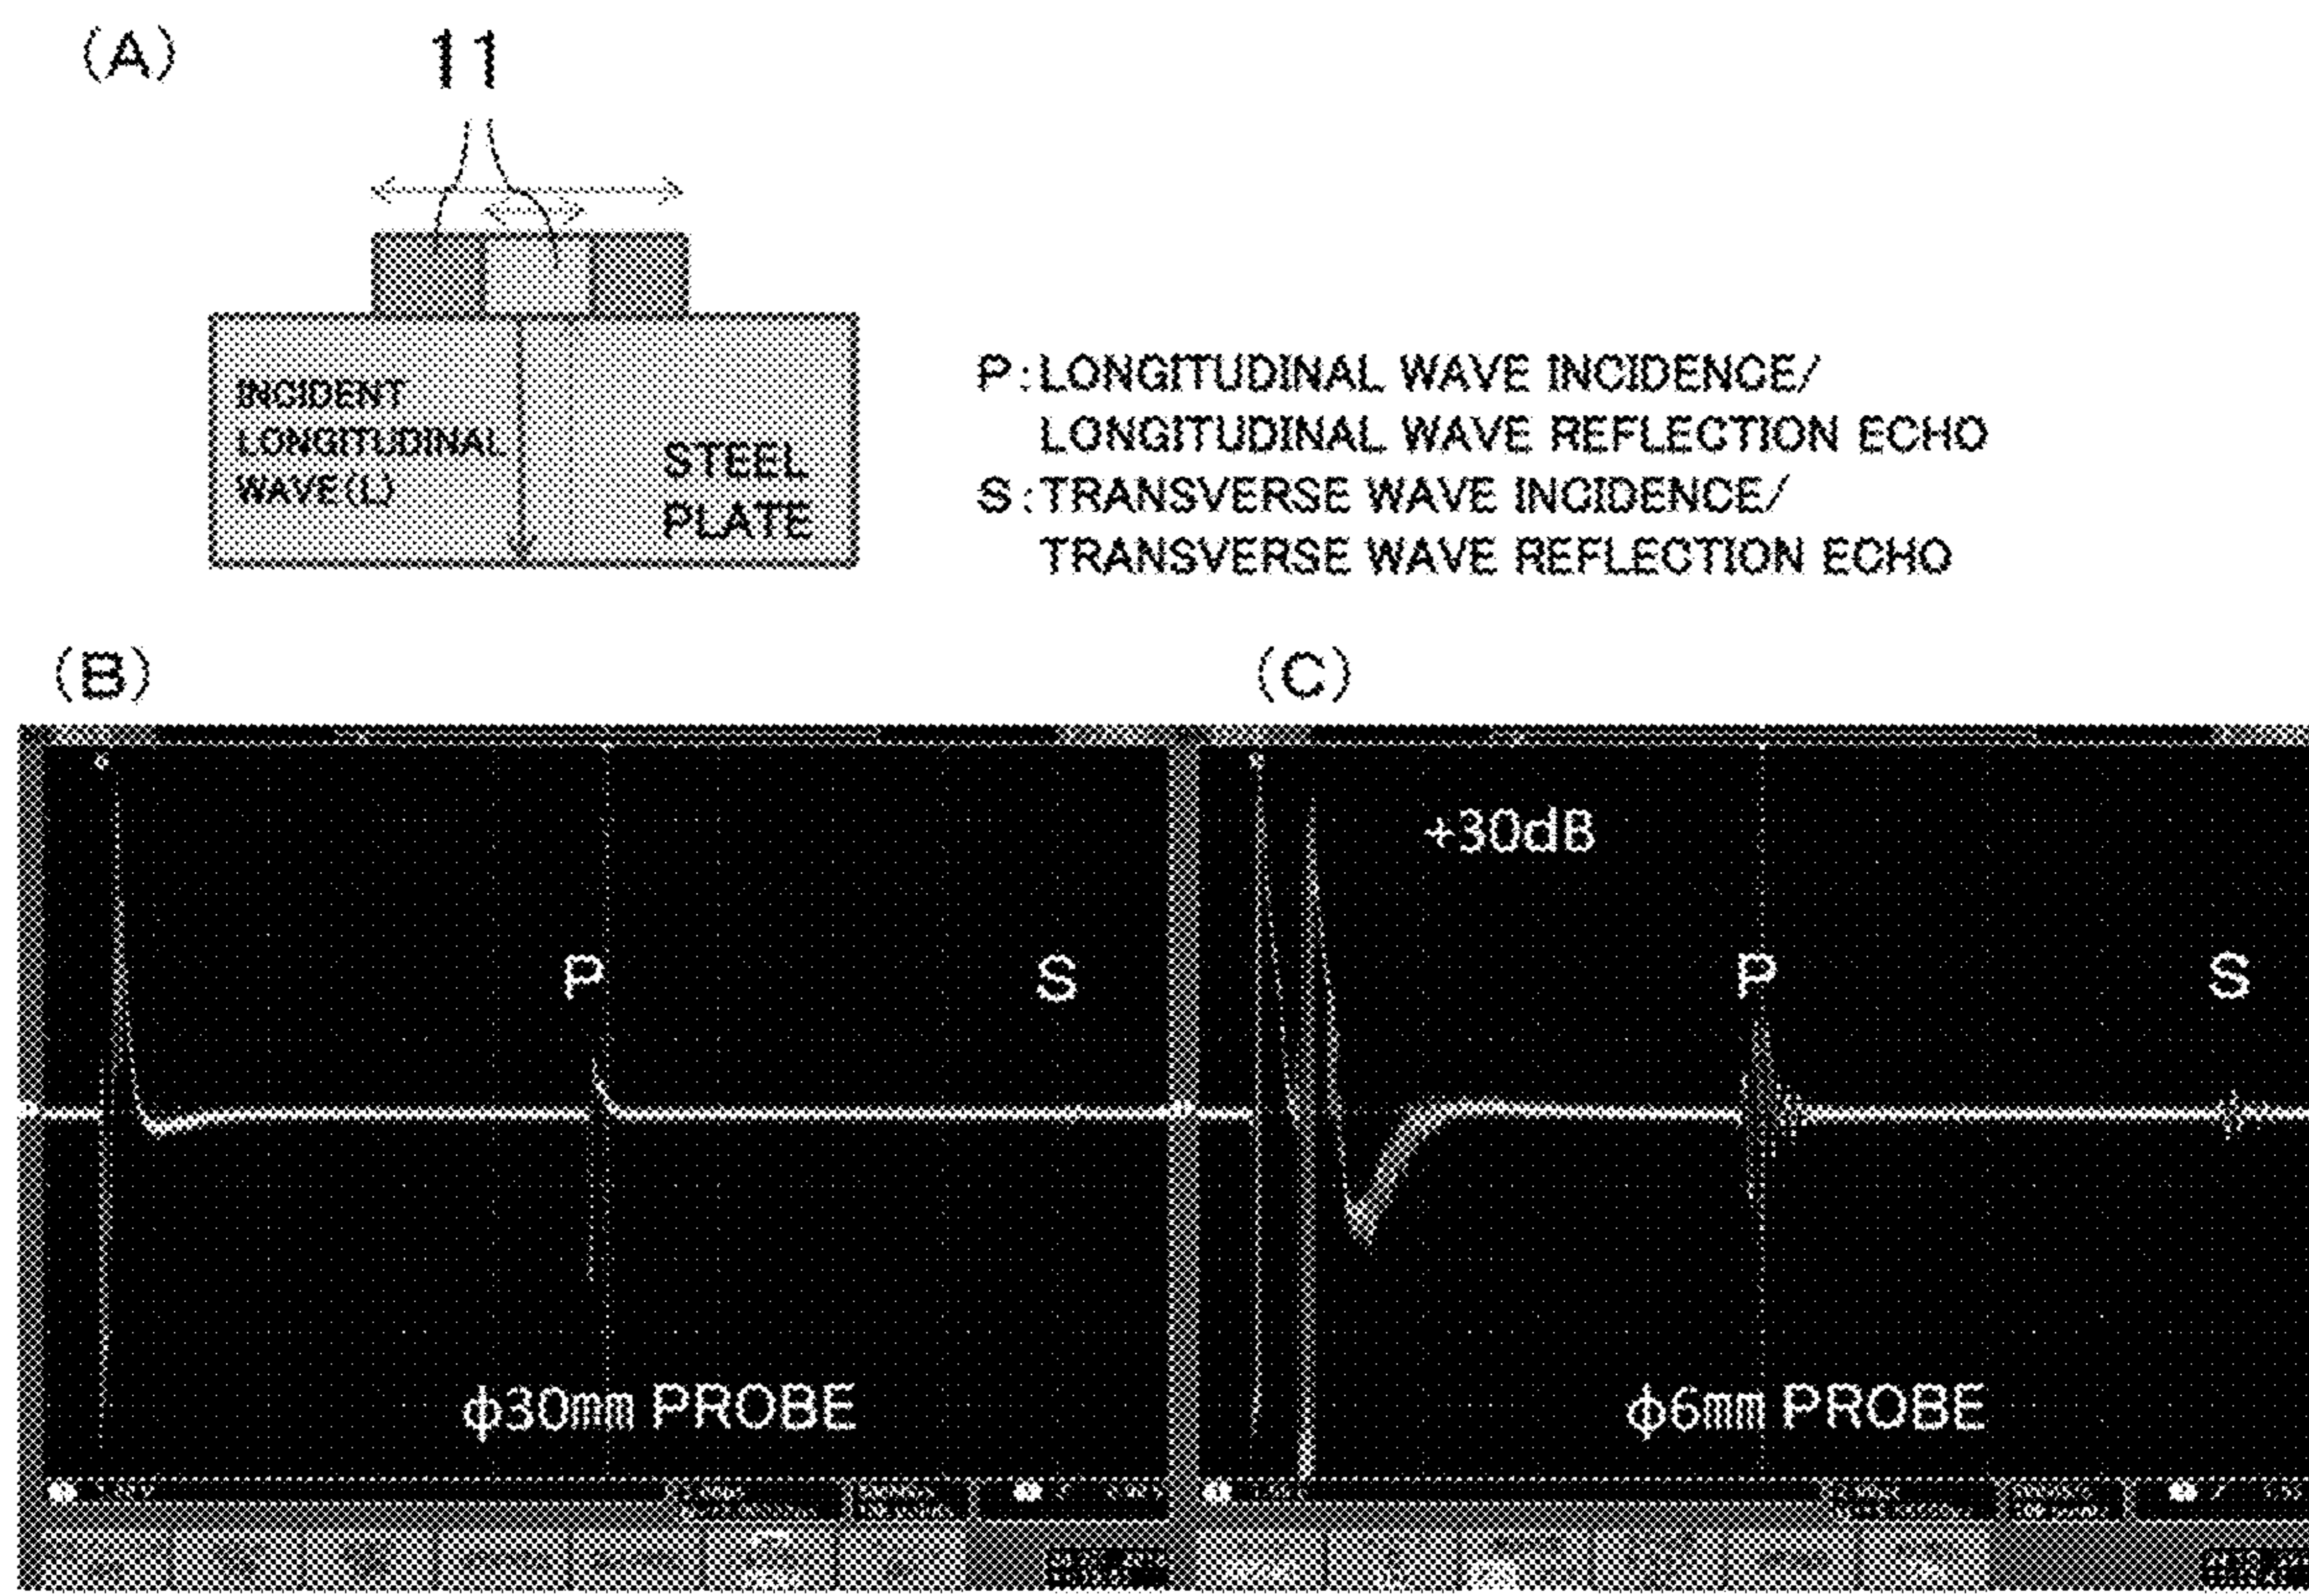 (A)
11
INCIDENT
LONGITUDINAL
WAVE(L)
STEEL
PLATE
P:LONGITUDINAL WAVE INCIDENCE/
LONGITUDINAL WAVE REFLECTION ECHO
S:TRANSVERSE WAVE INCIDENCE/
TRANSVERSE WAVE REFLECTION ECHO
(B)
(C)
+30dB
P
S
P
S
ϕ30mm PROBE
ϕ6mm PROBE